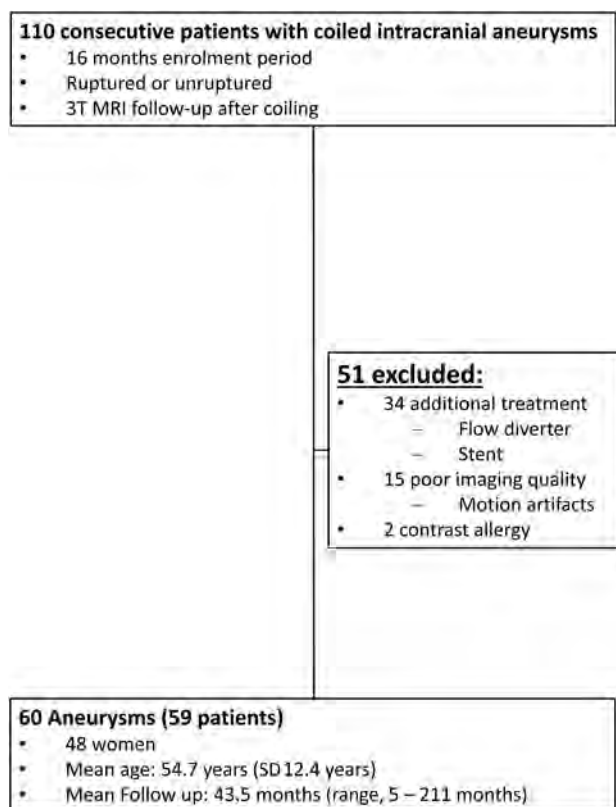 110 consecutive patients with coiled intracranial aneurysms
• 16 months enrolment period
• Ruptured or unruptured
• 3T MRI follow-up after coiling
51 excluded:
• 34 additional treatment
– Flow diverter
– Stent
• 15 poor imaging quality
– Motion artifacts
• 2 contrast allergy
60 Aneurysms (59 patients)
• 48 women
• Mean age: 54.7 years (SD 12.4 years)
• Mean Follow up: 43.5 months (range, 5 – 211 months)